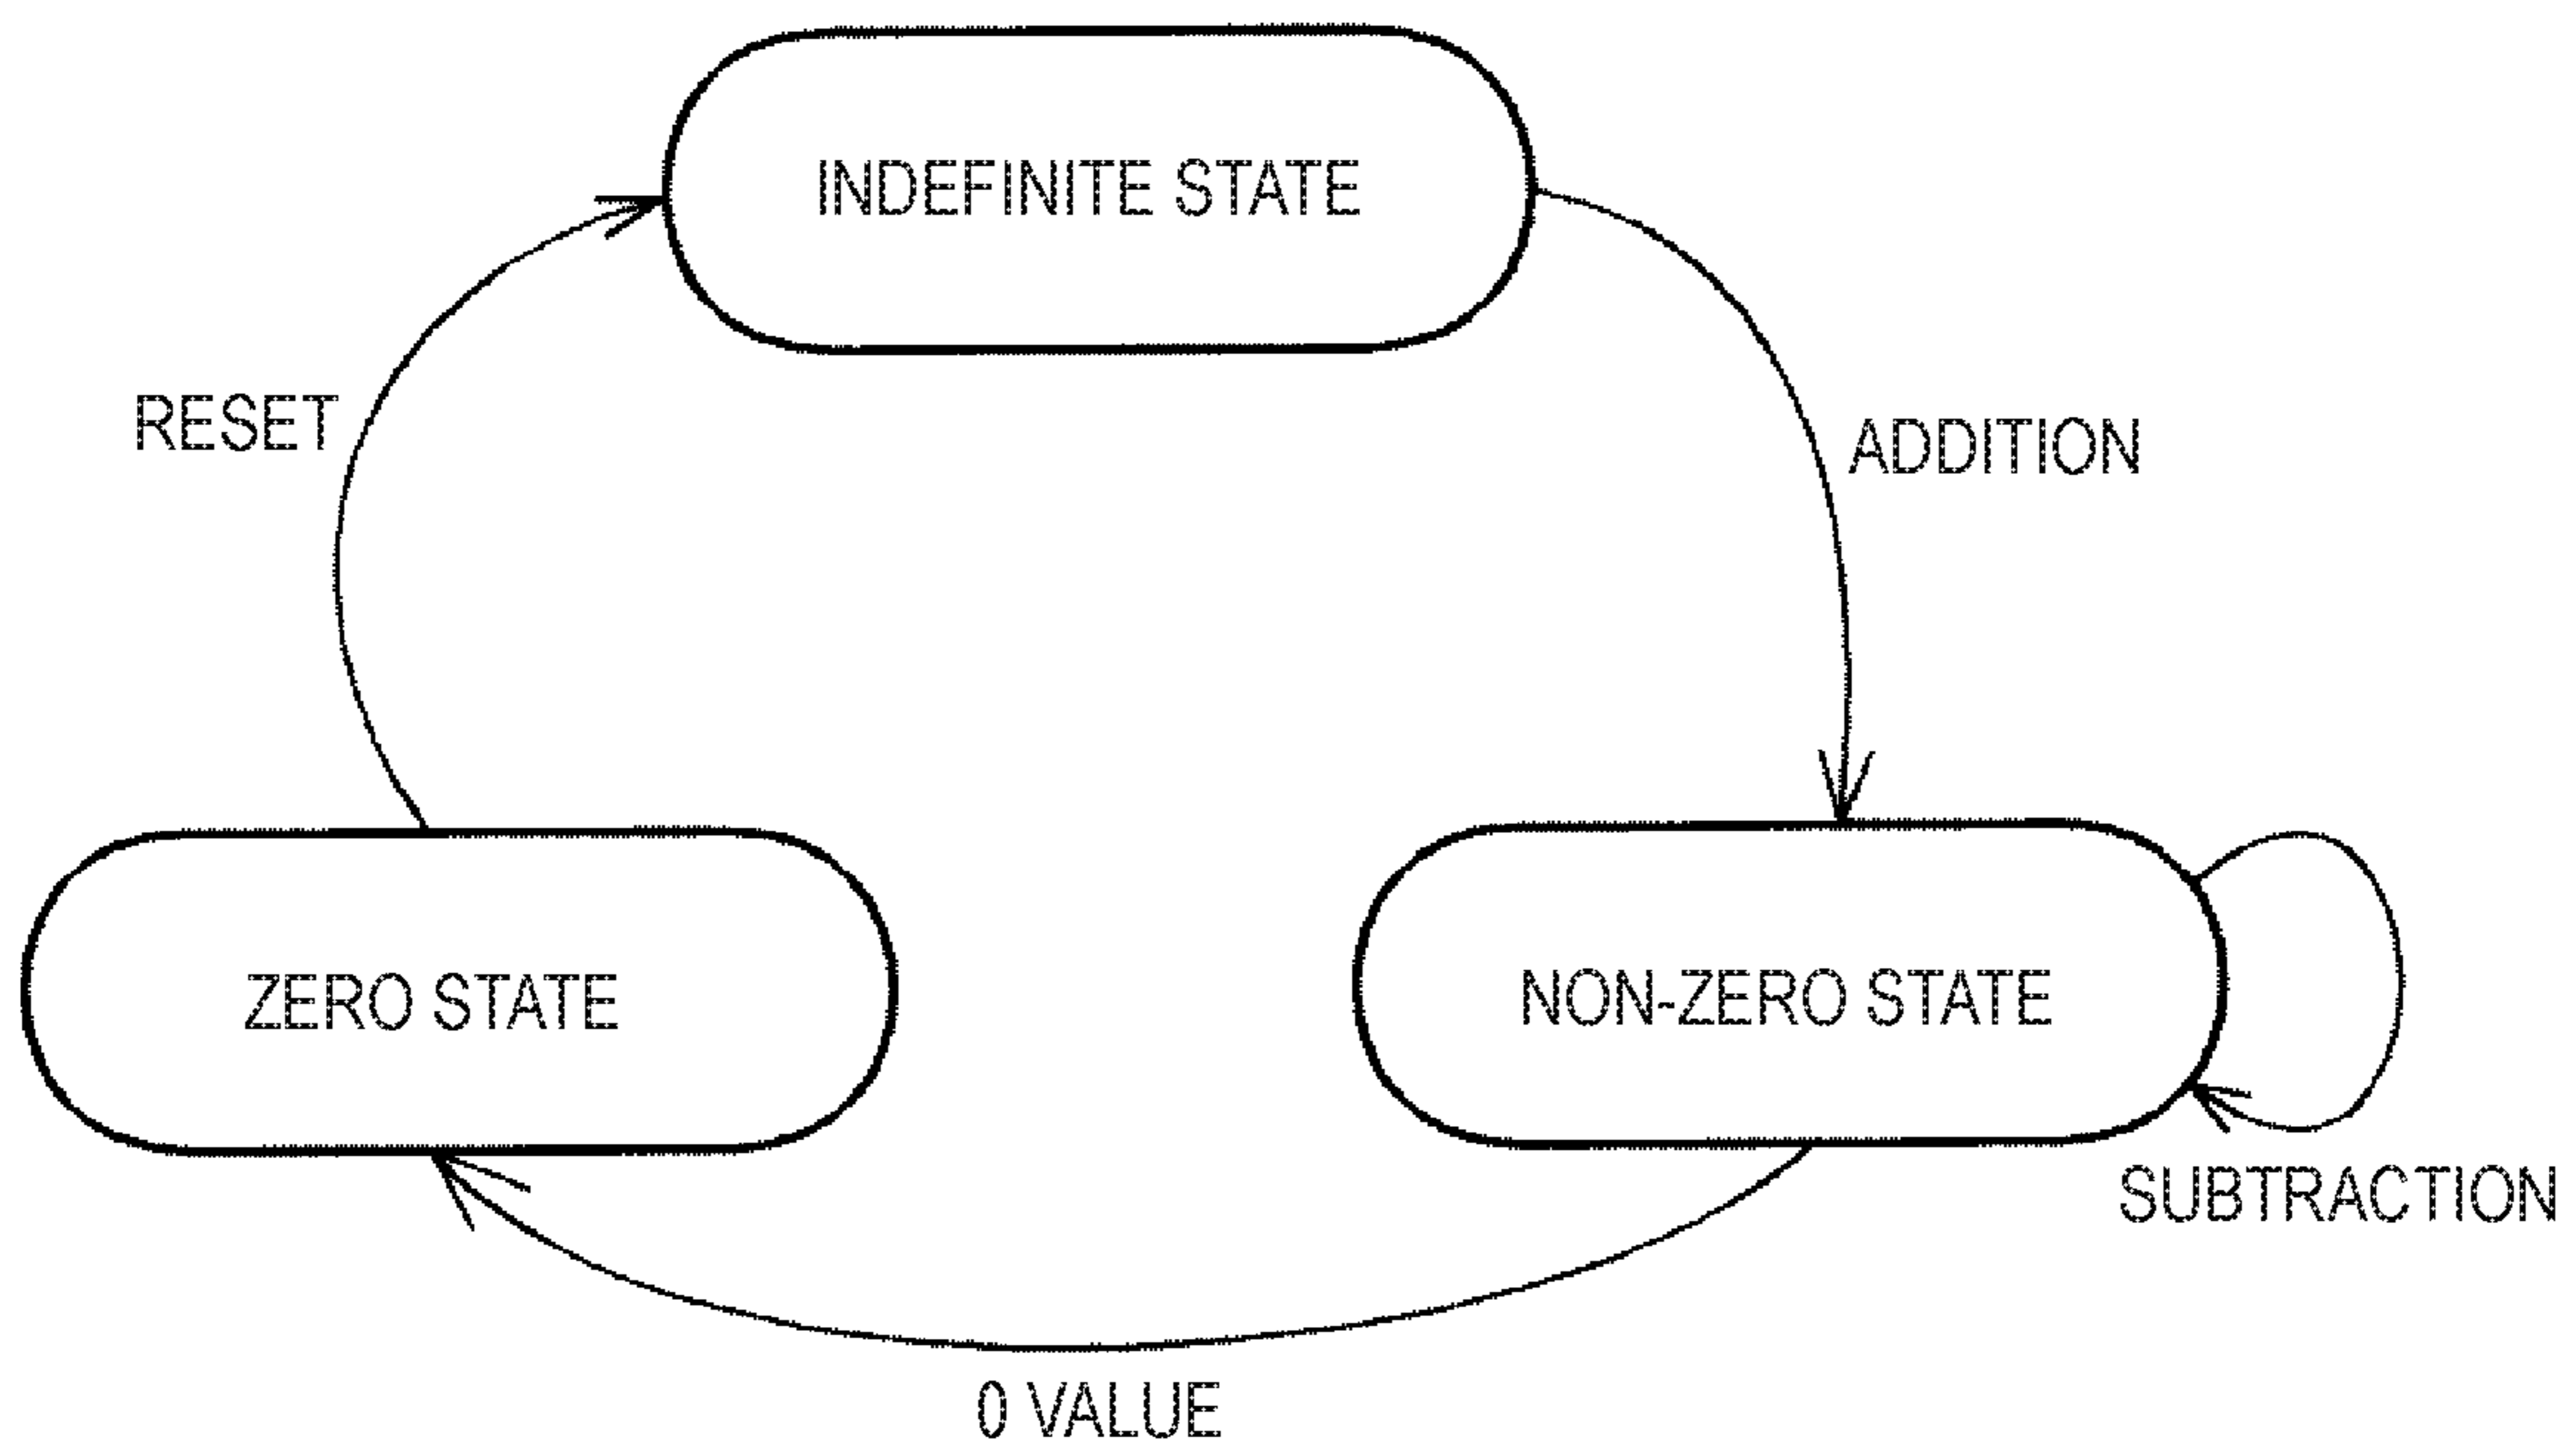 INDEFINITE STATE
RESET
ADDITION
ZERO STATE
NON-ZERO STATE
SUBTRACTION
0 VALUE